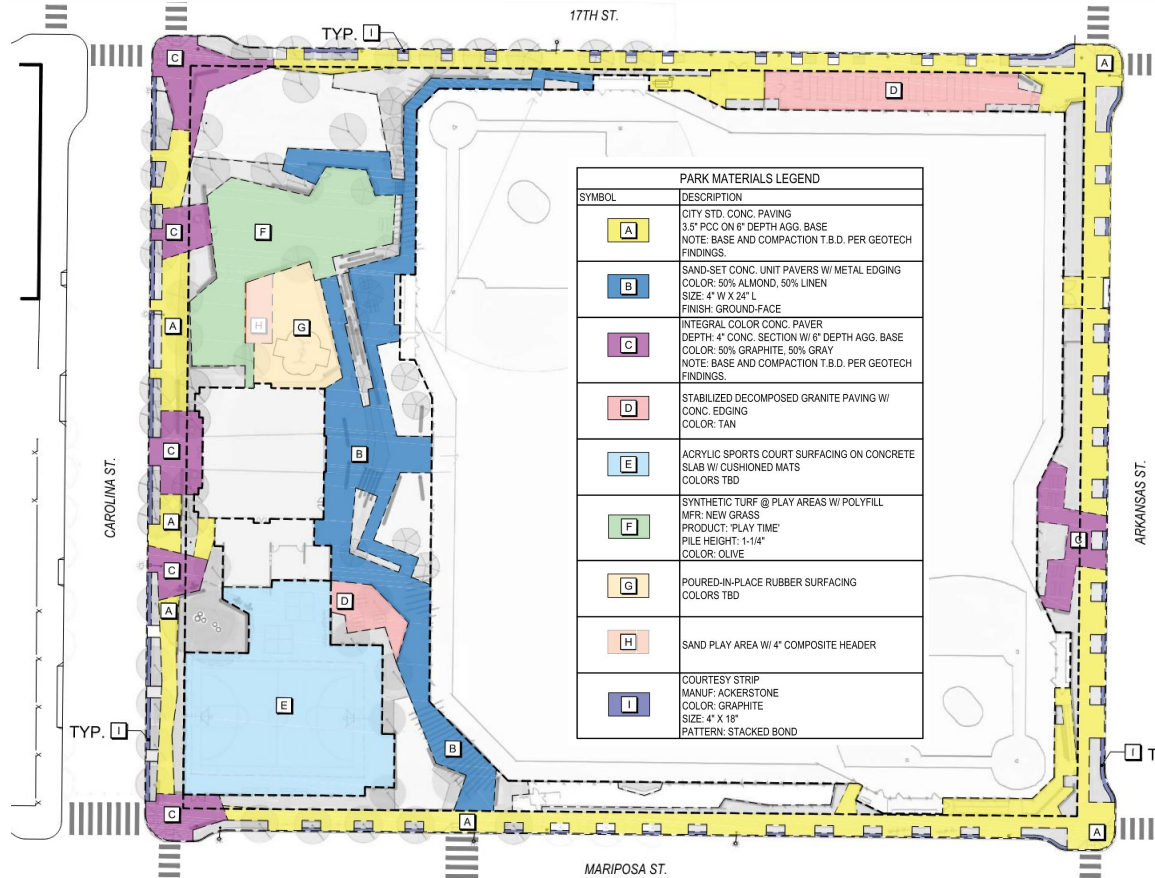 17TH ST.
TYP. I
C
A
D
C
F
A
H
G
C
B
A
C
D
A
E
B
C
A
A
C
TYP. I
I T
CAROLINA ST.
ARKANSAS ST.
MARIPOSA ST.
PARK MATERIALS LEGEND
SYMBOL DESCRIPTION
A
CITY STD. CONC. PAVING
3.5" PCC ON 6" DEPTH AGG. BASE
NOTE: BASE AND COMPACTION T.B.D. PER GEOTECH
FINDINGS.
B
SAND-SET CONC. UNIT PAVERS W/ METAL EDGING
COLOR: 50% ALMOND, 50% LINEN
SIZE: 4" W X 24" L
FINISH: GROUND-FACE
C
INTEGRAL COLOR CONC. PAVER
DEPTH: 4" CONC. SECTION W/ 6" DEPTH AGG. BASE
COLOR: 50% GRAPHITE, 50% GRAY
NOTE: BASE AND COMPACTION T.B.D. PER GEOTECH
FINDINGS.
D
STABILIZED DECOMPOSED GRANITE PAVING W/
CONC. EDGING
COLOR: TAN
E
ACRYLIC SPORTS COURT SURFACING ON CONCRETE
SLAB W/ CUSHIONED MATS
COLORS TBD
F
SYNTHETIC TURF @ PLAY AREAS W/ POLYFILL
MFR: NEW GRASS
PRODUCT: 'PLAY TIME'
PILE HEIGHT: 1-1/4"
COLOR: OLIVE
G
POURED-IN-PLACE RUBBER SURFACING
COLORS TBD
H
SAND PLAY AREA W/ 4" COMPOSITE HEADER
I
COURTESY STRIP
MANUF: ACKERSTONE
COLOR: GRAPHITE
SIZE: 4" X 18"
PATTERN: STACKED BOND